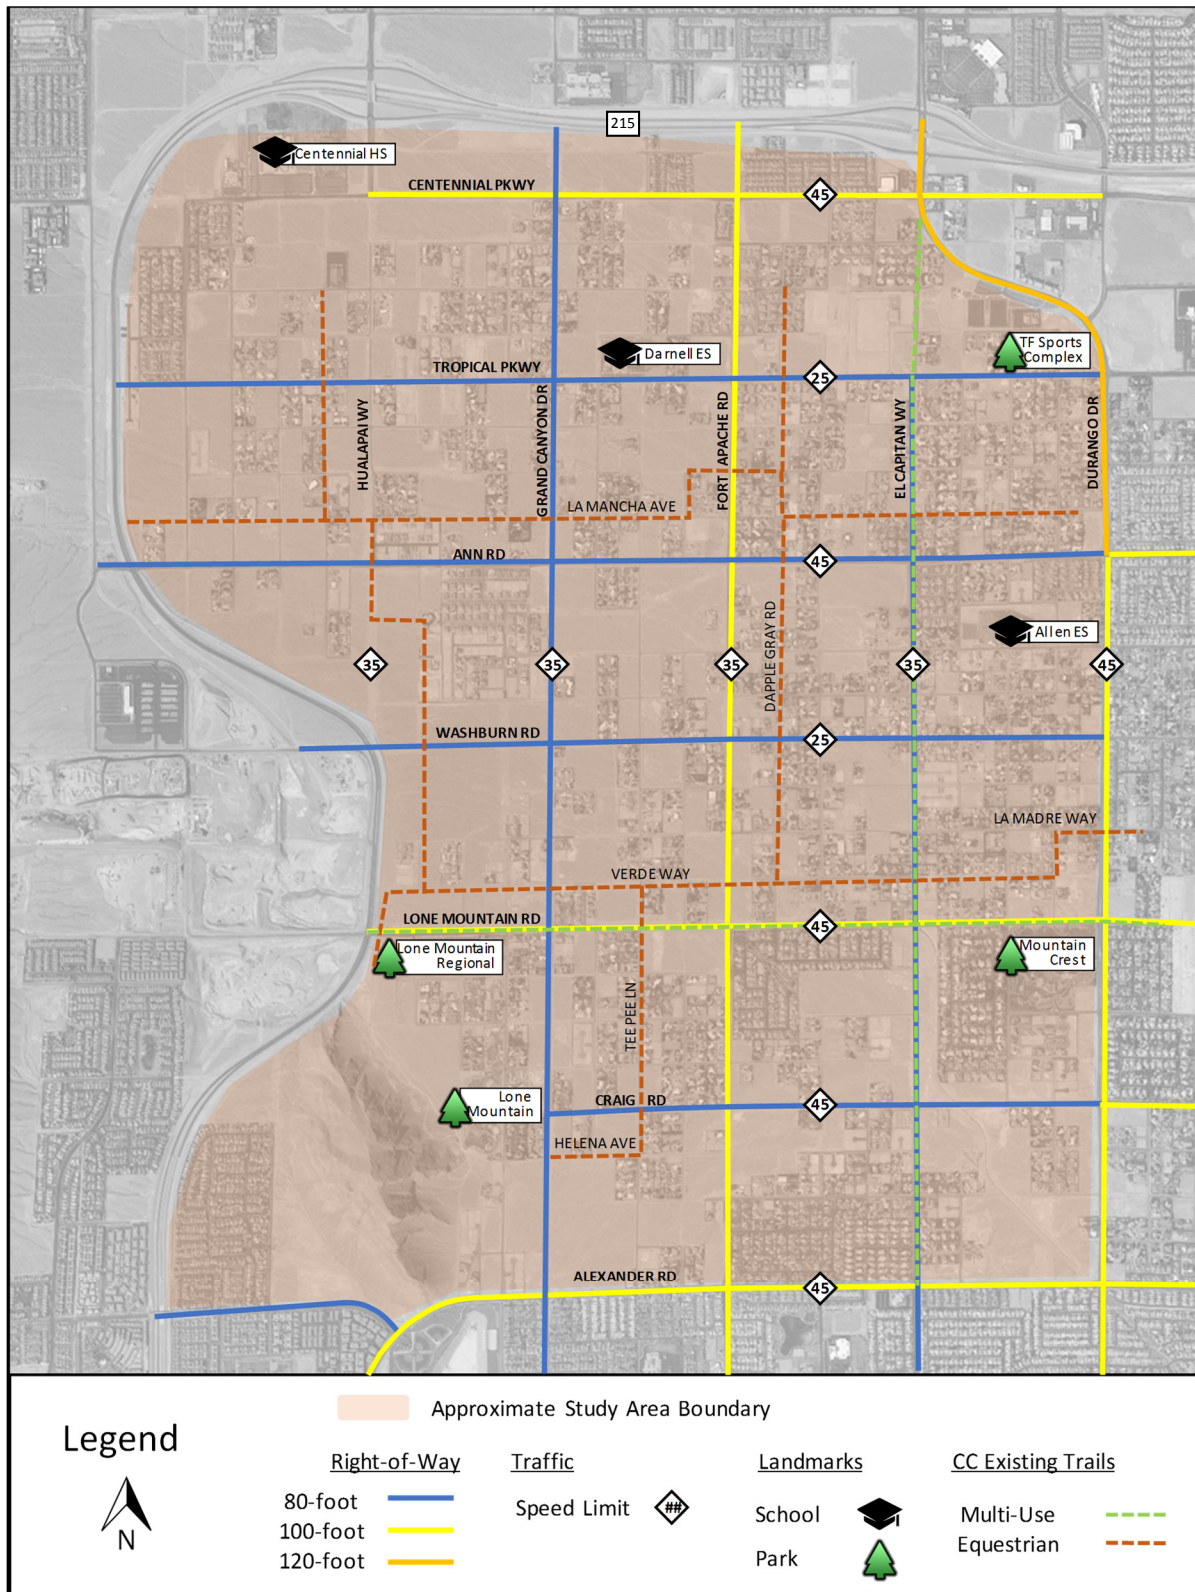 215
Centennial HS
CENTENNIAL PKWY
45
Darnell ES
TF Sports
Complex
TROPICAL PKWY
25
HUALAPAI WY
GRAND CANYON DR
FORT APACHE RD
EL CAPITAN WY
DURANGO DR
LA MANCHA AVE
ANN RD
45
Allen ES
DAPPLE GRAY RD
35
35
35
35
45
WASHBURN RD
25
LA MADRE WAY
VERDE WAY
LONE MOUNTAIN RD
45
Lone Mountain
Regional
Mountain
Crest
TEE PEE LN
Lone
Mountain
CRAIG RD
45
HELENA AVE
ALEXANDER RD
45
Legend
N
Approximate Study Area Boundary
Right-of-Way
80-foot
100-foot
120-foot
Traffic
Speed Limit
##
Landmarks
School
Park
CC Existing Trails
Multi-Use
Equestrian